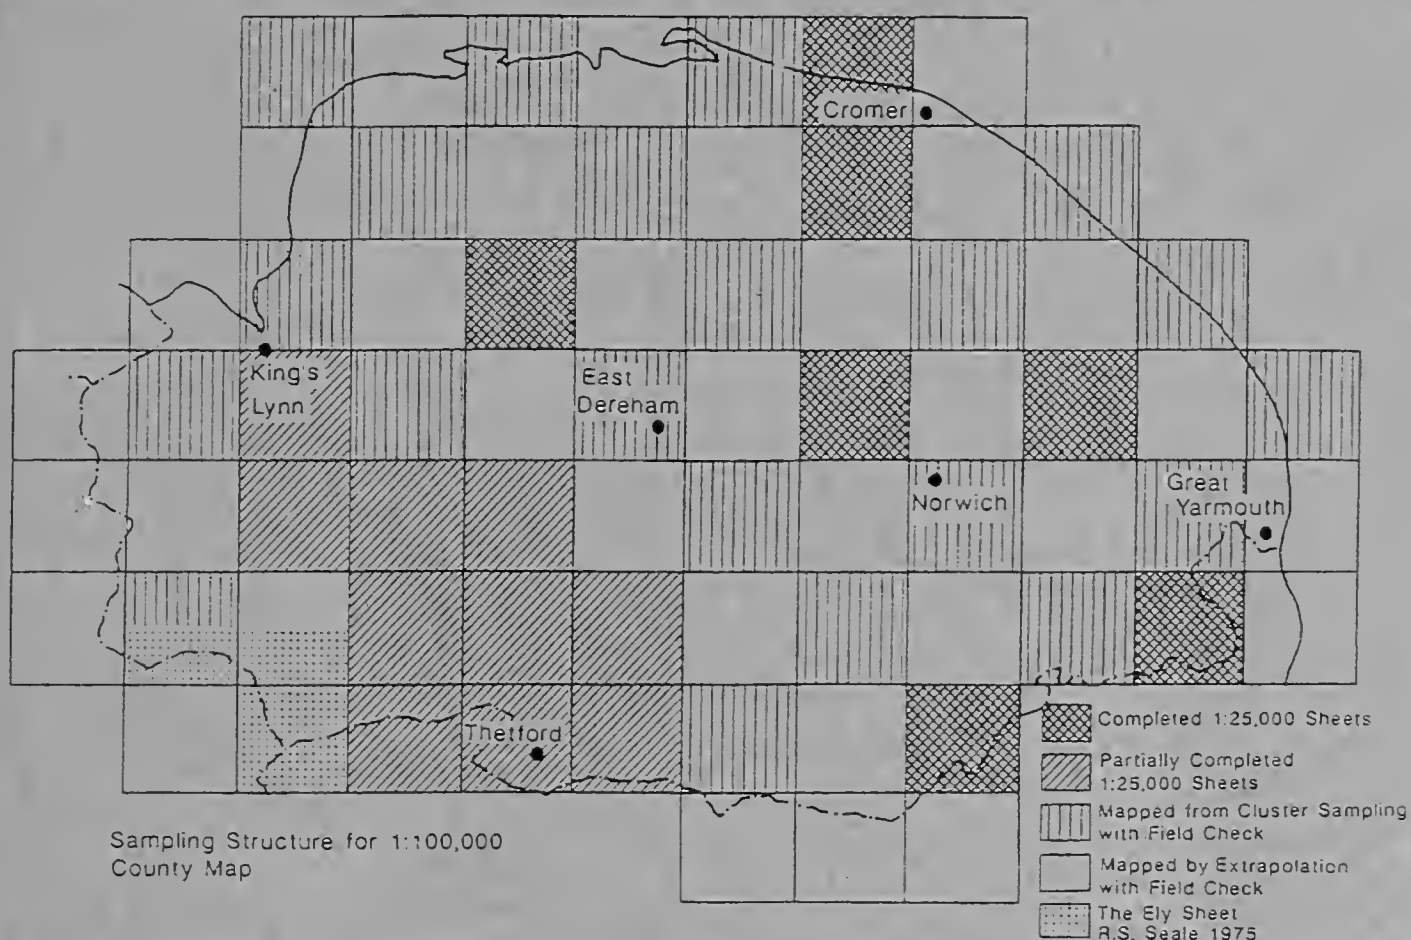 Cromer
King's
Lynn
East
Dereham
Norwich
Great
Yarmouth
Thetford
Completed 1:25,000 Sheets
Partially Completed
1:25,000 Sheets
Mapped from Cluster Sampling
with Field Check
Mapped by Extrapolation
with Field Check
The Ely Sheet
R.S. Seale 1975
Sampling Structure for 1:100,000
County Map